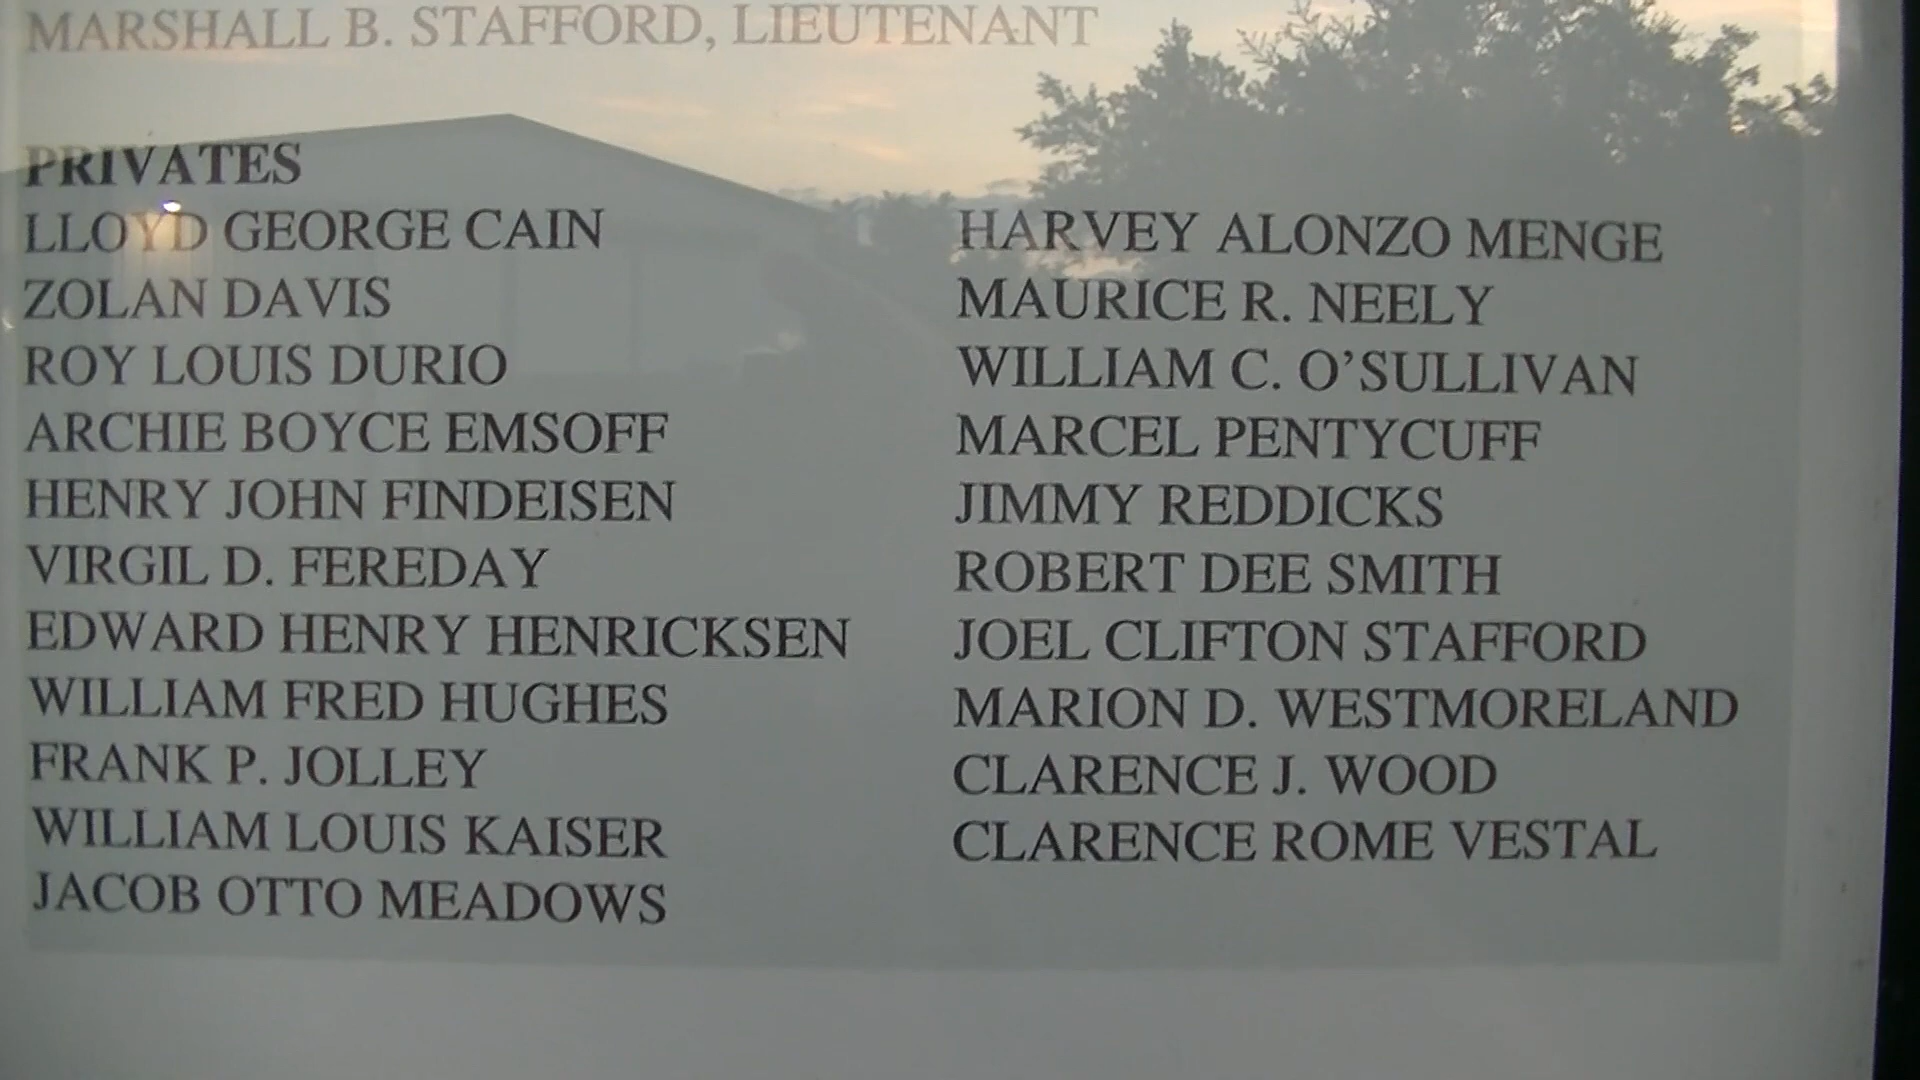 MARSHALL B. STAFFORD, LIEUTENANT
PRIVATES
LLOYD GEORGE CAIN
ZOLAN DAVIS
ROY LOUIS DURIO
ARCHIE BOYCE EMSOFF
HENRY JOHN FINDEISEN
VIRGIL D. FEREDAY
EDWARD HENRY HENRICKSEN
WILLIAM FRED HUGHES
FRANK P. JOLLEY
WILLIAM LOUIS KAISER
JACOB OTTO MEADOWS
HARVEY ALONZO MENGE
MAURICE R. NEELY
WILLIAM C. O’SULLIVAN
MARCEL PENTYCUFF
JIMMY REDDICKS
ROBERT DEE SMITH
JOEL CLIFTON STAFFORD
MARION D. WESTMORELAND
CLARENCE J. WOOD
CLARENCE ROME VESTAL